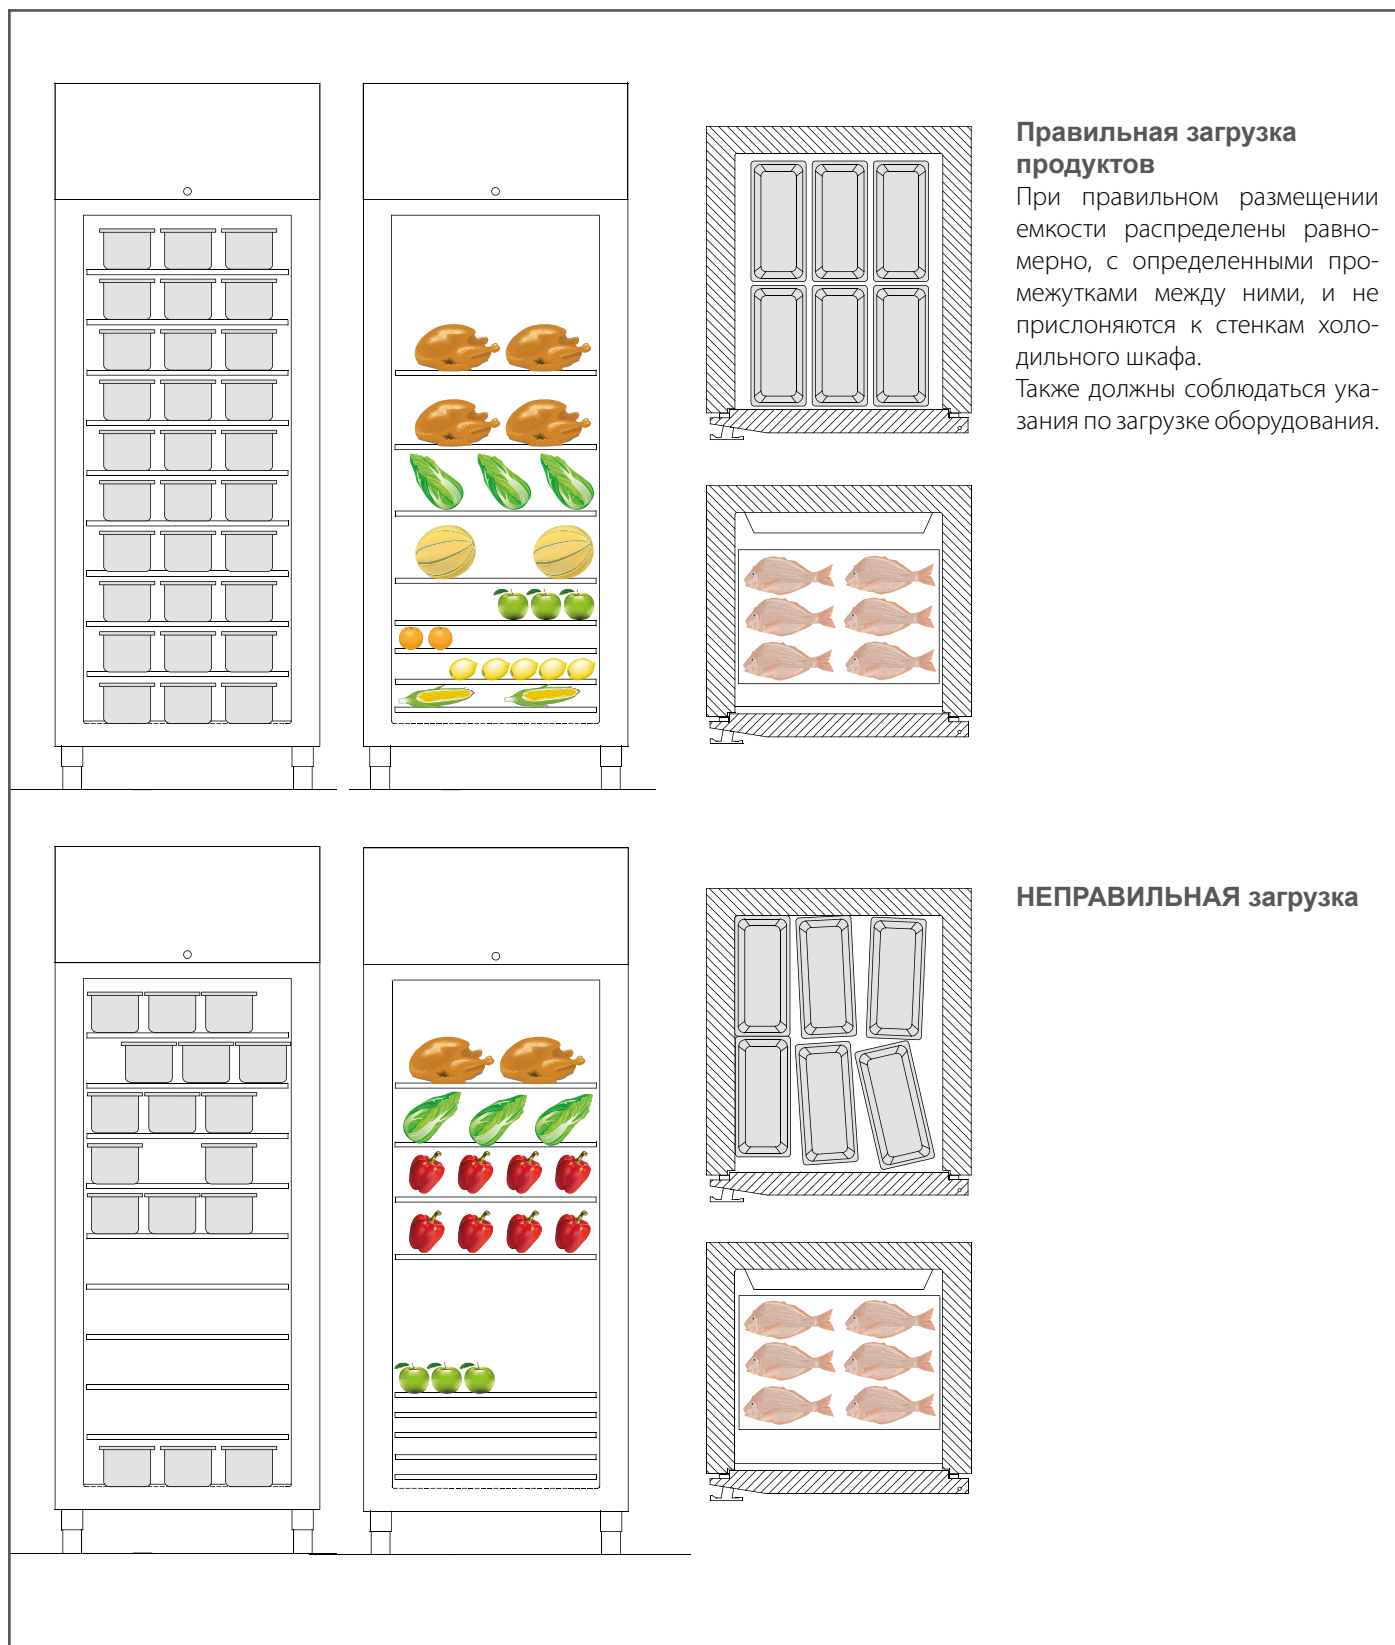 Правильная загрузка
продуктов
При правильном размещении
емкости распределены равно-
мерно, с определенными про-
межутками между ними, и не
прислоняются к стенкам холо-
дильного шкафа.
Также должны соблюдаться ука-
зания по загрузке оборудования.
НЕПРАВИЛЬНАЯ загрузка